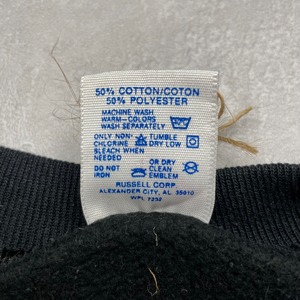 50% COTTON/COTON
50% POLYESTER
MACHINE WASH
WARM-COLORS
WASH SEPARATELY
ONLY NON- TUMBLE
CHLORINE DRY LOW
BLEACH WHEN
NEEDED OR DRY
DO NOT CLEAN
IRON EMBLEM
RUSSELL CORP.
ALEXANDER CITY, AL. 35010
WPL 7232